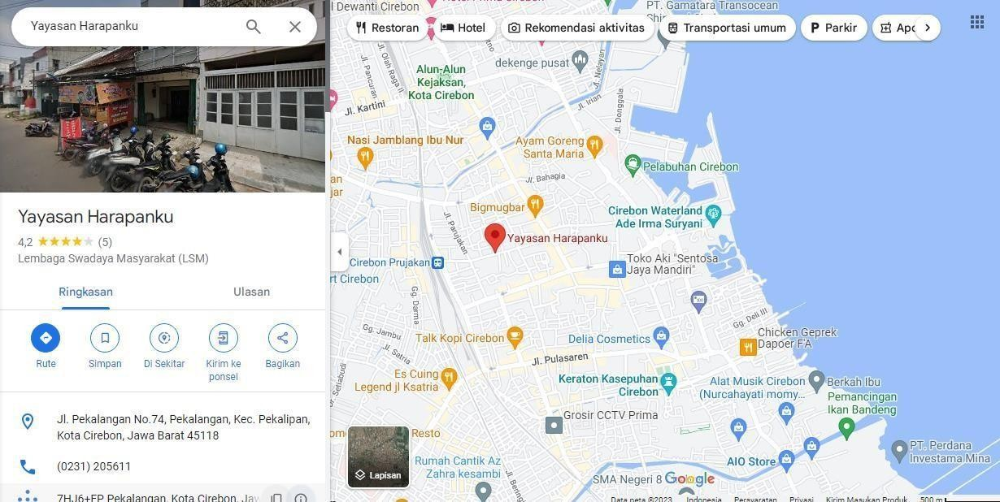 Yayasan Harapanku
Yayasan Harapanku
4,2 (5)
Lembaga Swadaya Masyarakat (LSM)
Ringkasan
Ulasan
Rute
Simpan
Di Sekitar
Kirim ke
ponsel
Bagikan
Jl. Pekalangan No.74, Pekalangan, Kec. Pekalipan,
Kota Cirebon, Jawa Barat 45118
(0231) 205611
7HJ6+FP Pekalangan, Kota Cirebon, Jaw
l Dewanti Cirebon
PT. Gamatara Transocean
Restoran
Hotel
Rekomendasi aktivitas
Transportasi umum
Parkir
Apo
dekenge pusat
Jl. Olah Raga II
Jl. Pancuran
Alun-Alun
Kejaksan,
Kota Cirebon
Jl. Nelayan
Jl. Kartini
Jl. Irian
Jl. Donggala
Nasi Jamblang Ibu Nur
Ayam Goreng
Santa Maria
Pelabuhan Cirebon
an
jar
Jl. Bahagia
Bigmugbar
Cirebon Waterland
Ade Irma Suryani
Jl. Parujakan
Yayasan Harapanku
Cirebon Prujakan
rt Cirebon
Toko Aki "Sentosa
Jaya Mandiri"
Gg. Darma
Gg. Jambu
Gg. Deli III
Talk Kopi Cirebon
Delia Cosmetics
Chicken Geprek
Dapoer F'A
Jl. Satria
Jl. Pulasaren
Es Cuing
Legend jl Ksatria
Keraton Kasepuhan
Cirebon
Alat Musik Cirebon
(Nurcahayati momy…
Berkah Ibu
Pemancingan
Ikan Bandeng
Grosir CCTV Prima
Resto
Lapisan
Rumah Cantik Az
Zahra kesambi
AIO Store
PT. Perdana
Investama Mina
SMA Negeri 8
Google
Data peta ©2023
Indonesia
Persyaratan
Privasi
Kirim Masukan Produk
500 m